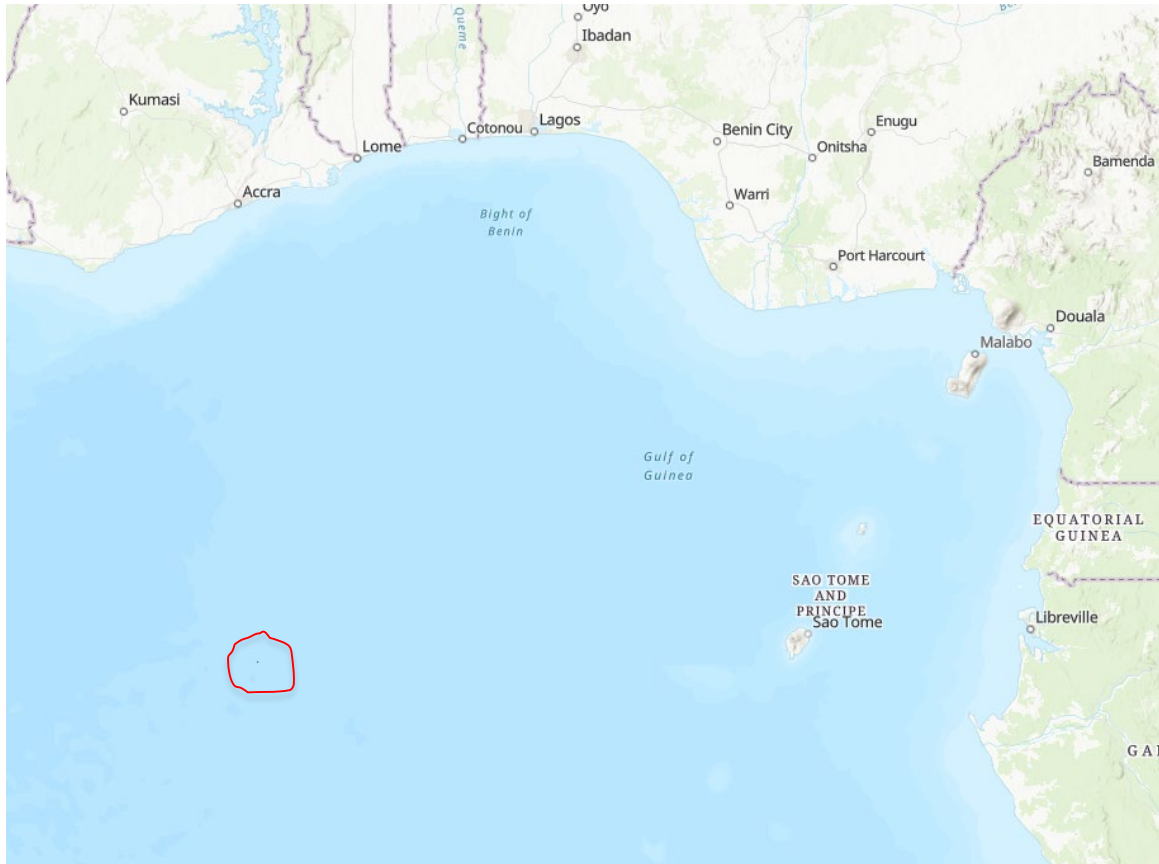 Oyo
Ibadan
Queme
Be
Kumasi
Enugu
Lagos
Cotonou
Benin City
Onitsha
Lome
Bamenda
Accra
Warri
Bight of
Benin
Port Harcourt
Douala
Malabo
Gulf of
Guinea
EQUATORIAL
GUINEA
SAO TOME
AND
PRINCIPE
Sao Tome
Libreville
GA